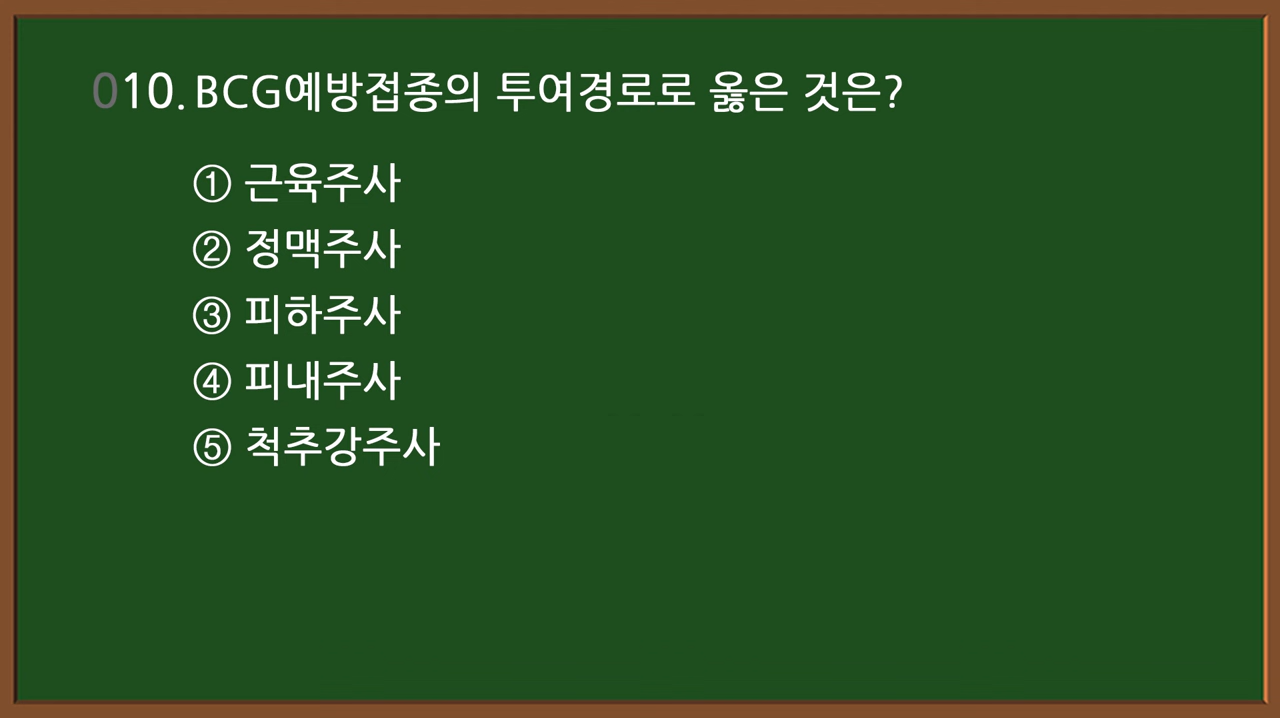 010. BCG예방접종의 투여경로로 옳은 것은?
① 근육주사
② 정맥주사
③ 피하주사
④ 피내주사
⑤ 척추강주사